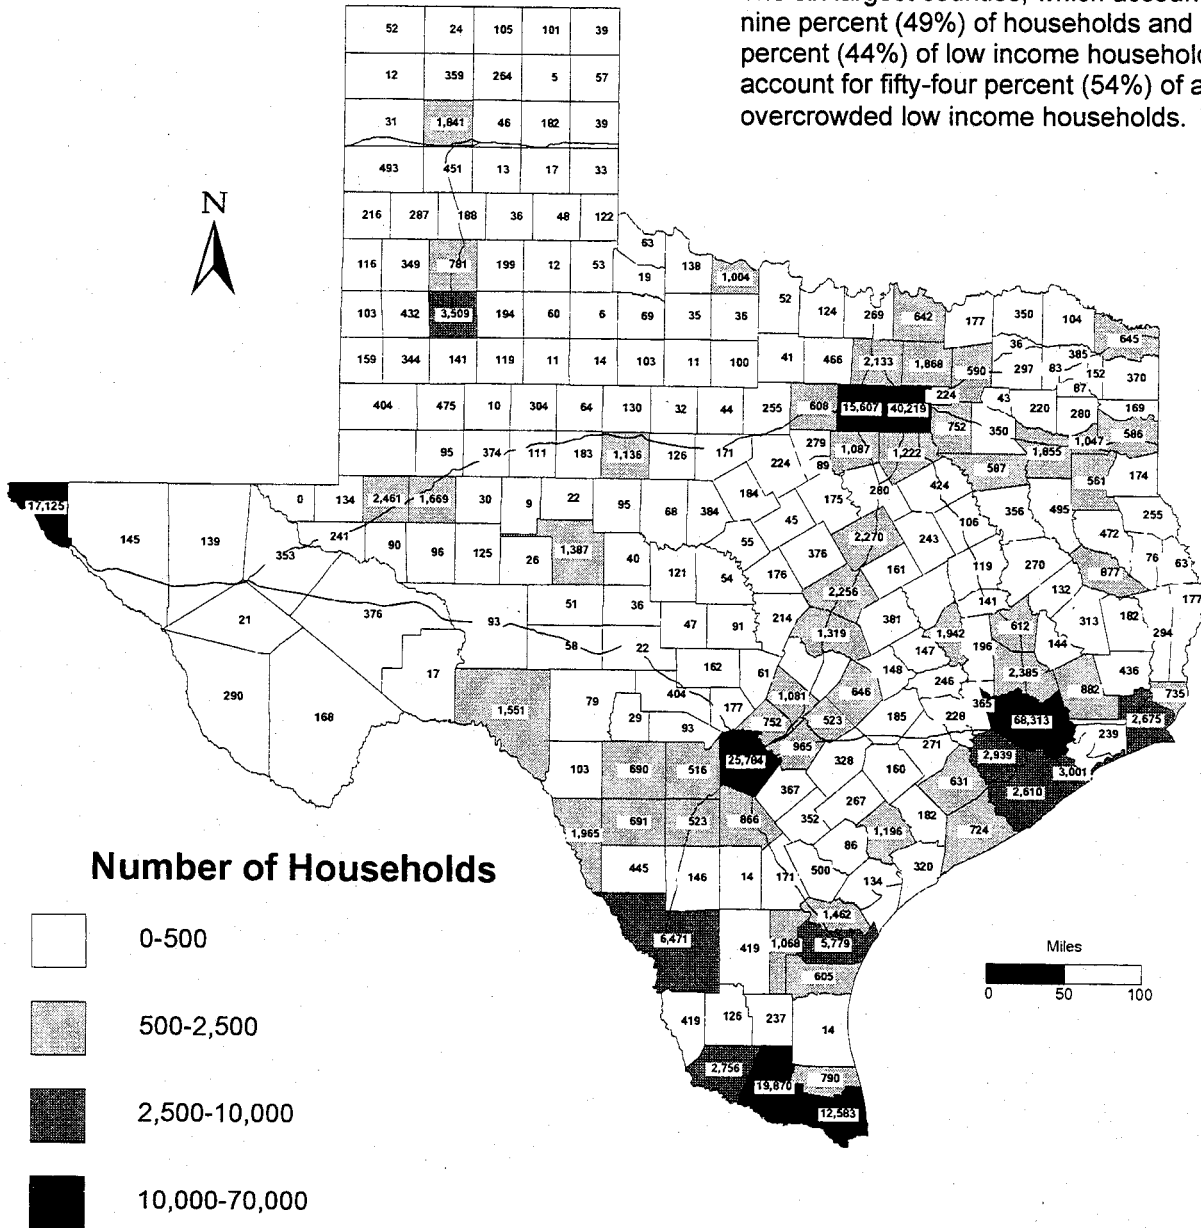 nine percent (49%) of households and
percent (44%) of low income househol
account for fifty-four percent (54%) of a
overcrowded low income households.
52 24 105 101 39
12 359 264 5 57
31 1,841 46 182 39
493 451 13 17 33
N
216 287 188 36 48 122
63
116 349 781 199 12 53 19 138 1,004
103 432 3,509 194 60 6 69 35 36 52 124 269 642 177 350 104 645
159 344 141 119 11 14 103 11 100 41 466 2,133 1,868 590 36 297 83 385 152 370
404 475 10 304 64 130 32 44 255 608 15,607 40,219 224 43 220 87 280 169
95 374 111 183 1,136 126 171 224 279 89 1,087 1,222 752 350 1,855 1,047 586
17,125 145 139 0 134 2,461 1,669 30 9 22 95 68 384 184 45 175 280 424 587 356 495 561 174 255
353 241 90 96 125 26 1,387 40 121 54 55 176 376 2,270 243 106 119 270 472 877 76 63
21 376 93 51 36 47 91 214 2,256 161 381 141 132 313 182 177
58 22 1,319 147 1,942 196 612 144 294
290 168 17 162 61 148 246 2,385 436
1,551 79 29 404 177 93 1,081 646 882 735
752 523 185 228 365 68,313 239 2,675
103 690 516 25,784 965 328 160 271 2,939 3,001
367 267 631 2,610
1,965 691 523 866 352 86 1,196 182 724
Number of Households
445 146 14 171 500 134 320
0-500
6,471 419 1,068 1,462 5,779
605
Miles
0 50 100
500-2,500
419 126 237 14
2,756 19,870 790
12,583
2,500-10,000
10,000-70,000